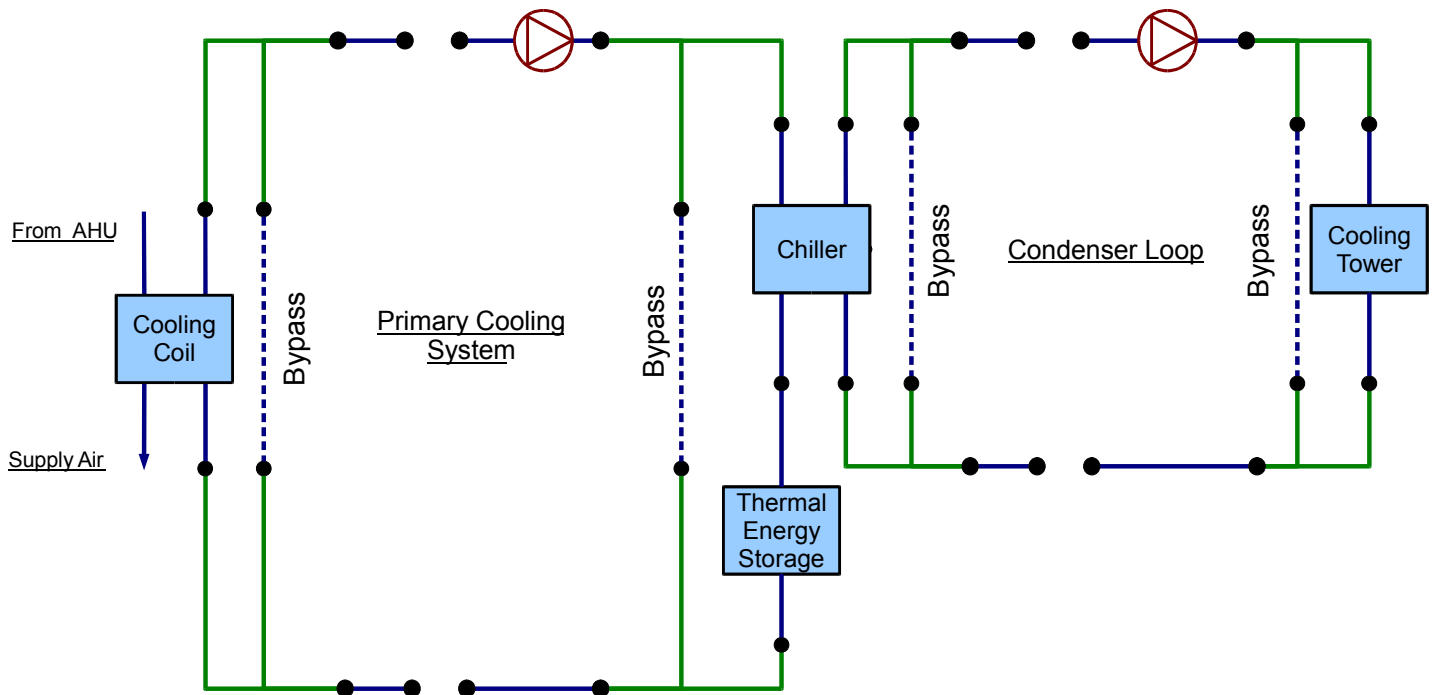 From AHU
Cooling
Coil
Supply Air
Bypass
Primary Cooling
System
Bypass
Chiller
Thermal
Energy
Storage
Bypass
Condenser Loop
Bypass
Cooling
Tower